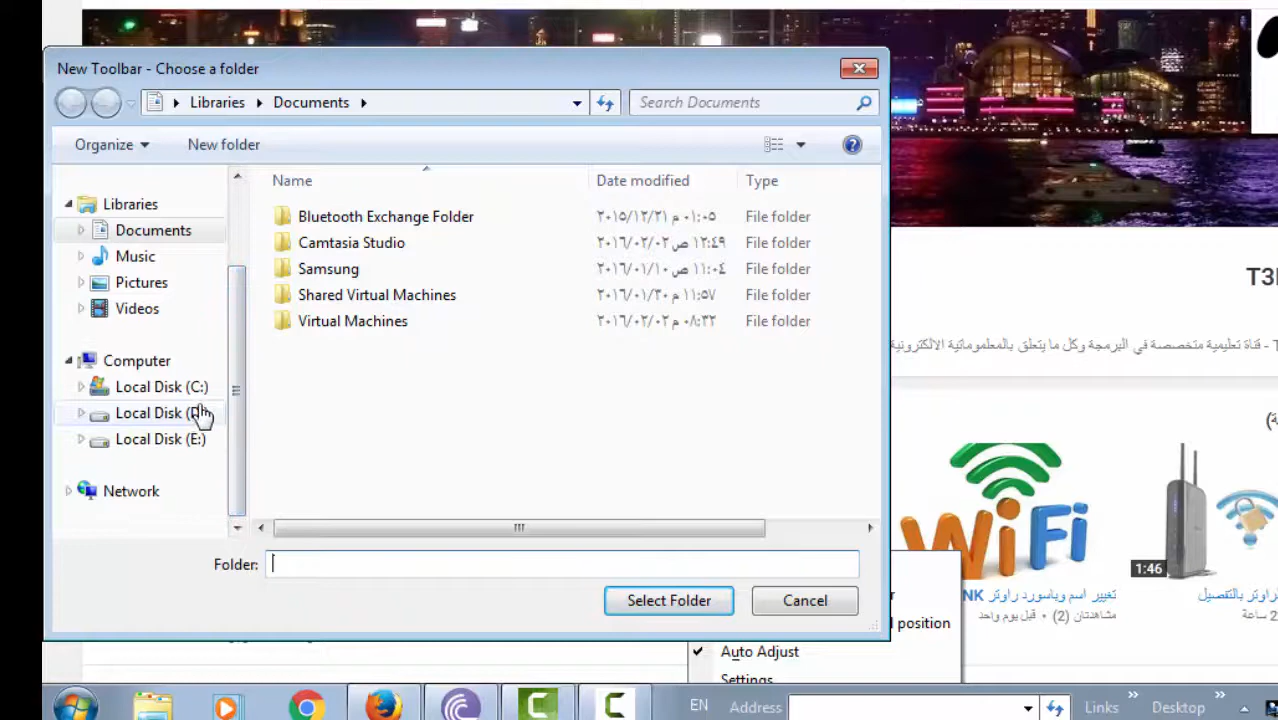 New Toolbar - Choose a folder
Libraries
Documents
Search Documents
Organize
New folder
Name
Date modified
Type
Libraries
Documents
Music
Pictures
Videos
Computer
Local Disk (C:)
Local Disk
Local Disk (E:)
Network
Bluetooth Exchange Folder ٢٠١٥/١٢/٢١ م ٠١:٠٥ File folder
Camtasia Studio ٢٠١٦/٠٢/٠٢ ص ١٢:٤٩ File folder
Samsung ٢٠١٦/٠١/١٠ ص ١١:٠٤ File folder
Shared Virtual Machines ٢٠١٦/٠١/٣٠ م ١١:٥٧ File folder
Virtual Machines ٢٠١٦/٠٢/٠٢ م ٠٨:٣٢ File folder
Folder:
Select Folder
Cancel
قناة تعليمية متخصصة في البرمجة وكل ما يتعلق بالمعلوماتية الالكترونية
WiFi
1:46
تغيير اسم وباسورد راوتر NK
مشاهدتان (2) • قبل يوم واحد
راوتر بالتفصيل
ساعة
position
Auto Adjust
Settings
EN
Address
Links
Desktop